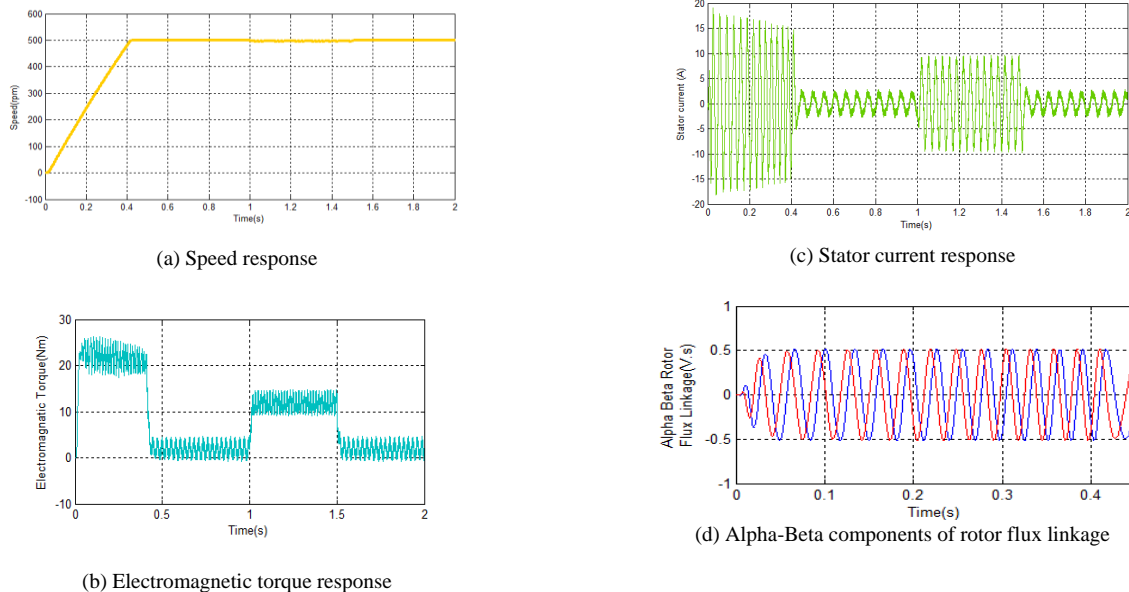 600
500
400
300
200
100
0
-100
Speed(rpm)
0 0.2 0.4 0.6 0.8 1 1.2 1.4 1.6 1.8 2
Time(s)
(a) Speed response
20
15
10
5
0
-5
-10
-15
-20
Stator current (A)
0 0.2 0.4 0.6 0.8 1 1.2 1.4 1.6 1.8 2
Time(s)
(c) Stator current response
30
20
10
0
-10
Electromagnetic Torque(Nm)
0 0.5 1 1.5 2
Time(s)
(b) Electromagnetic torque response
1
0.5
0
-0.5
-1
Alpha Beta Rotor
Flux Linkage(V.s)
0 0.1 0.2 0.3 0.4
Time(s)
(d) Alpha-Beta components of rotor flux linkage